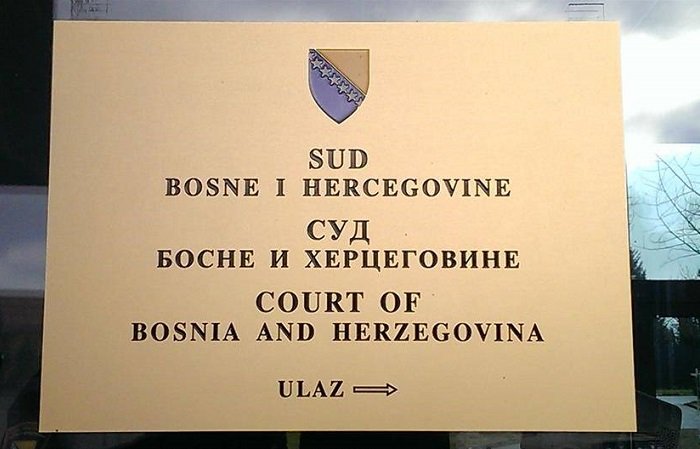 SUD
BOSNE I HERCEGOVINE
СУД
БОСНЕ И ХЕРЦЕГОВИНЕ
COURT OF
BOSNIA AND HERZEGOVINA
ULAZ ⇒